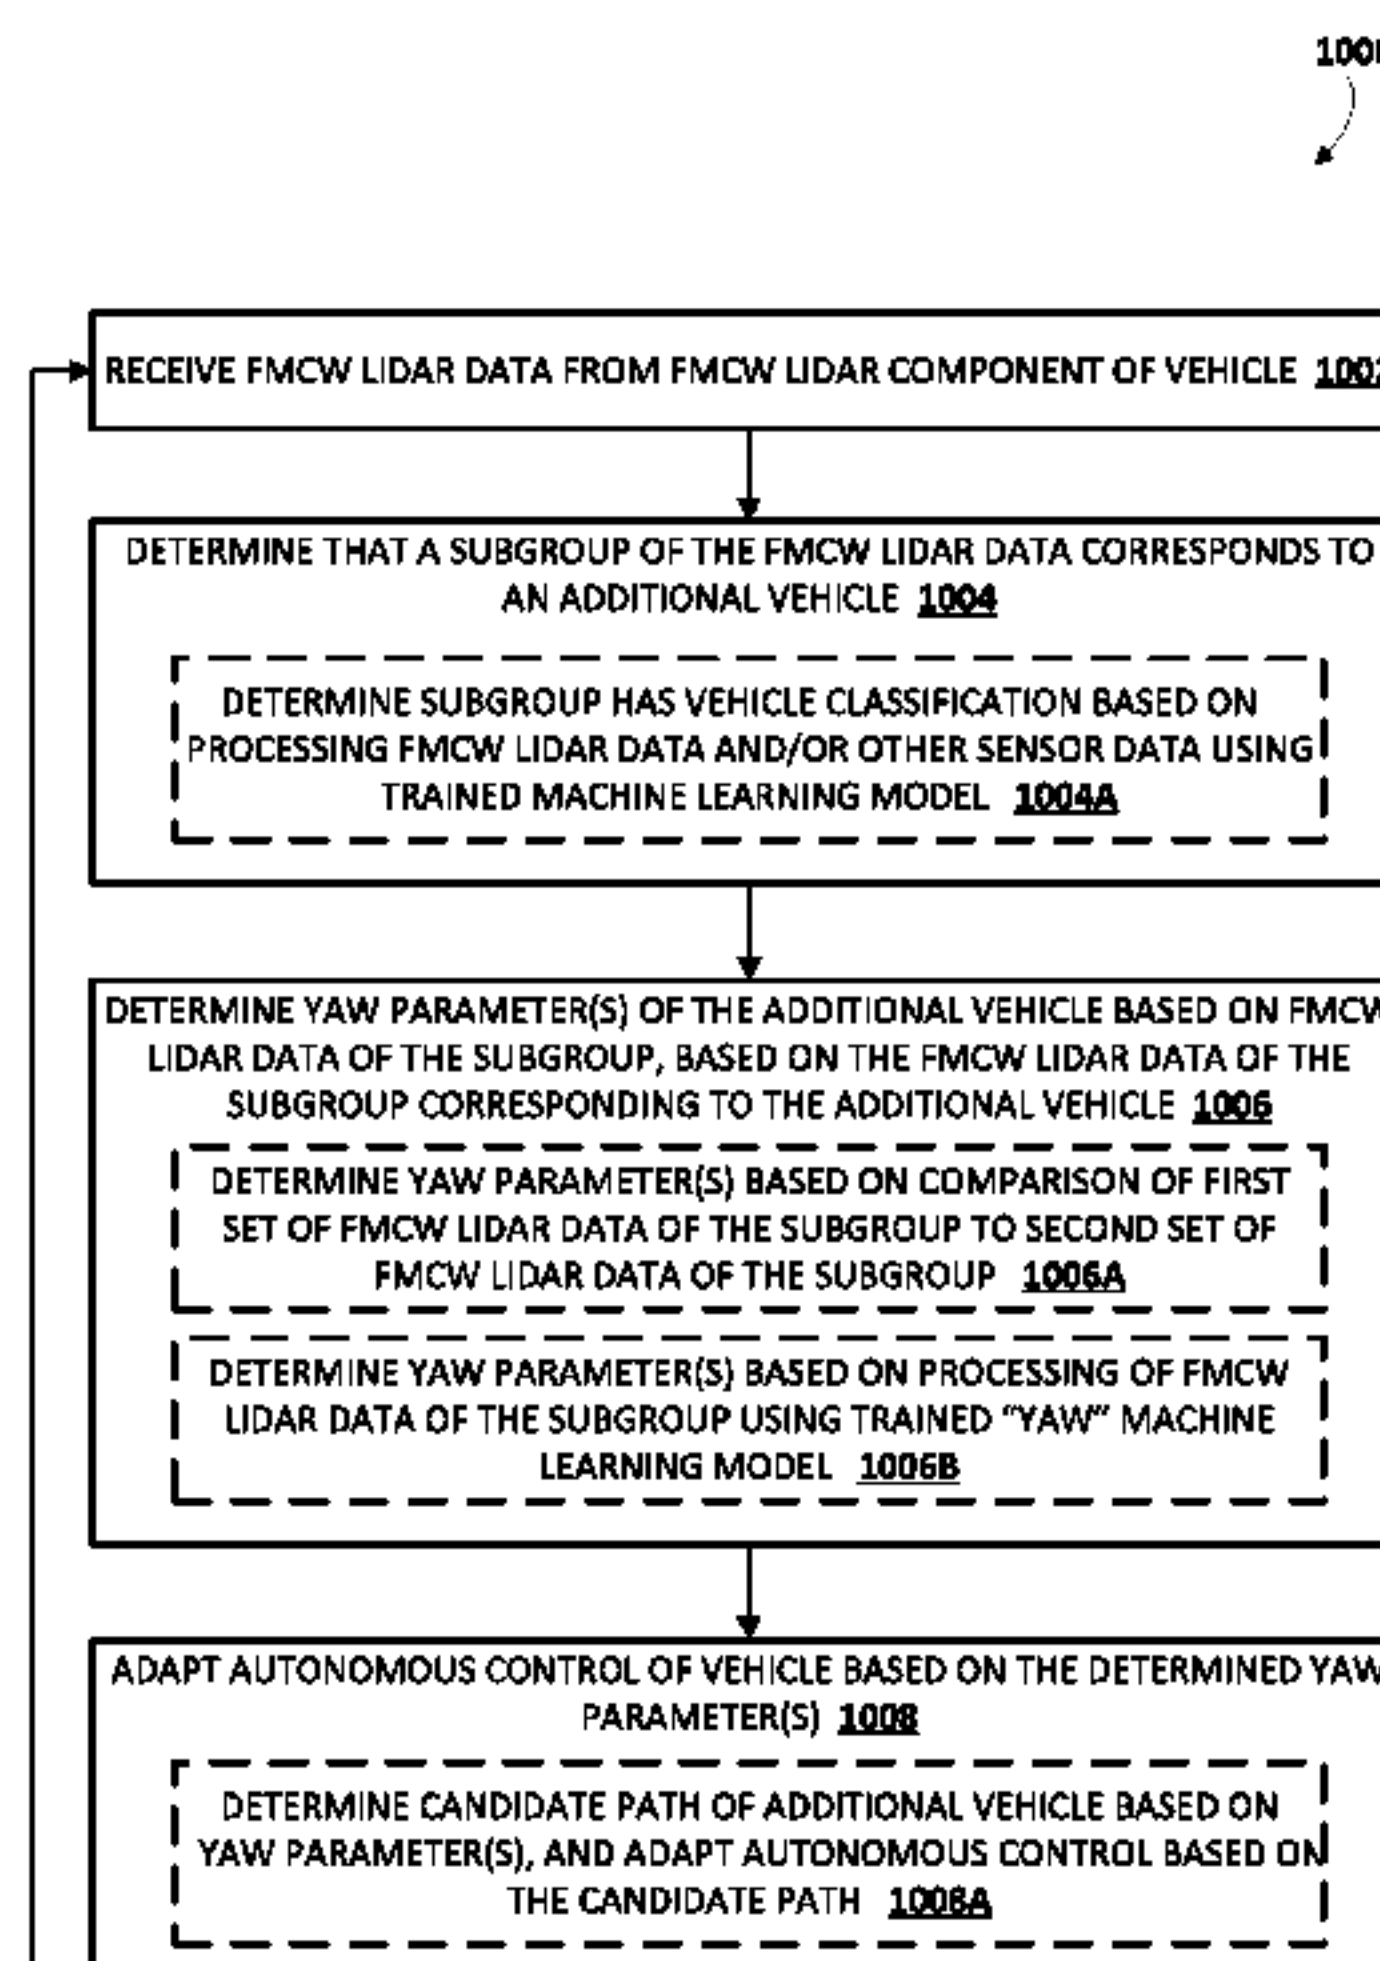 RECEIVE FMCW LIDAR DATA FROM FMCW LIDAR COMPONENT OF VEHICLE
DETERMINE THAT A SUBGROUP OF THE FMCW LIDAR DATA CORRESPONDS TO
AN ADDITIONAL VEHICLE 1004
DETERMINE SUBGROUP HAS VEHICLE CLASSIFICATION BASED ON
PROCESSING FMCW LIDAR DATA AND/OR OTHER SENSOR DATA USING
TRAINED MACHINE LEARNING MODEL 1004A
DETERMINE YAW PARAMETER(S) OF THE ADDITIONAL VEHICLE BASED ON FMCW
LIDAR DATA OF THE SUBGROUP, BASED ON THE FMCW LIDAR DATA OF THE
SUBGROUP CORRESPONDING TO THE ADDITIONAL VEHICLE 1006
DETERMINE YAW PARAMETER(S) BASED ON COMPARISON OF FIRST
SET OF FMCW LIDAR DATA OF THE SUBGROUP TO SECOND SET OF
FMCW LIDAR DATA OF THE SUBGROUP 1006A
DETERMINE YAW PARAMETER(S) BASED ON PROCESSING OF FMCW
LIDAR DATA OF THE SUBGROUP USING TRAINED “YAW” MACHINE
LEARNING MODEL 1006B
ADAPT AUTONOMOUS CONTROL OF VEHICLE BASED ON THE DETERMINED YAW
PARAMETER(S) 1008
DETERMINE CANDIDATE PATH OF ADDITIONAL VEHICLE BASED ON
YAW PARAMETER(S), AND ADAPT AUTONOMOUS CONTROL BASED ON
THE CANDIDATE PATH 1008A